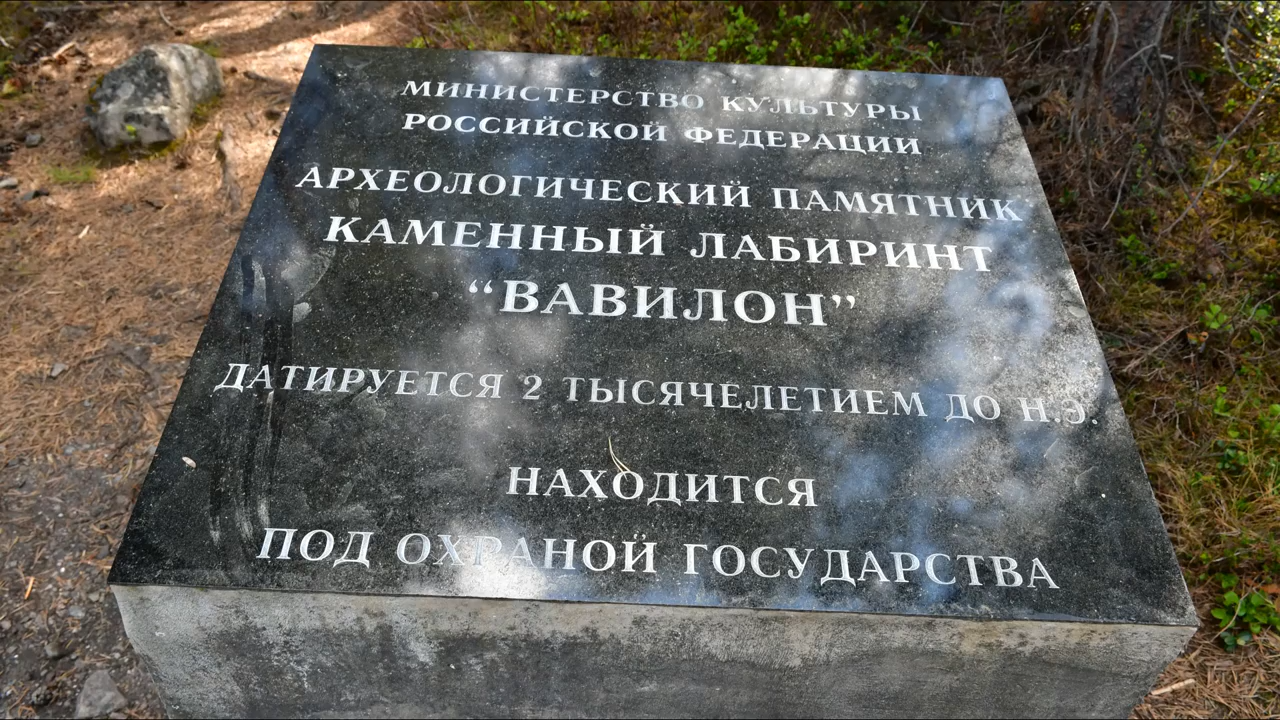 МИНИСТЕРСТВО КУЛЬТУРЫ
РОССИЙСКОЙ ФЕДЕРАЦИИ
АРХЕОЛОГИЧЕСКИЙ ПАМЯТНИК
КАМЕННЫЙ ЛАБИРИНТ
“ВАВИЛОН”
ДАТИРУЕТСЯ 2 ТЫСЯЧЕЛЕТИЕМ ДО Н.Э.
НАХОДИТСЯ
ПОД ОХРАНОЙ ГОСУДАРСТВА